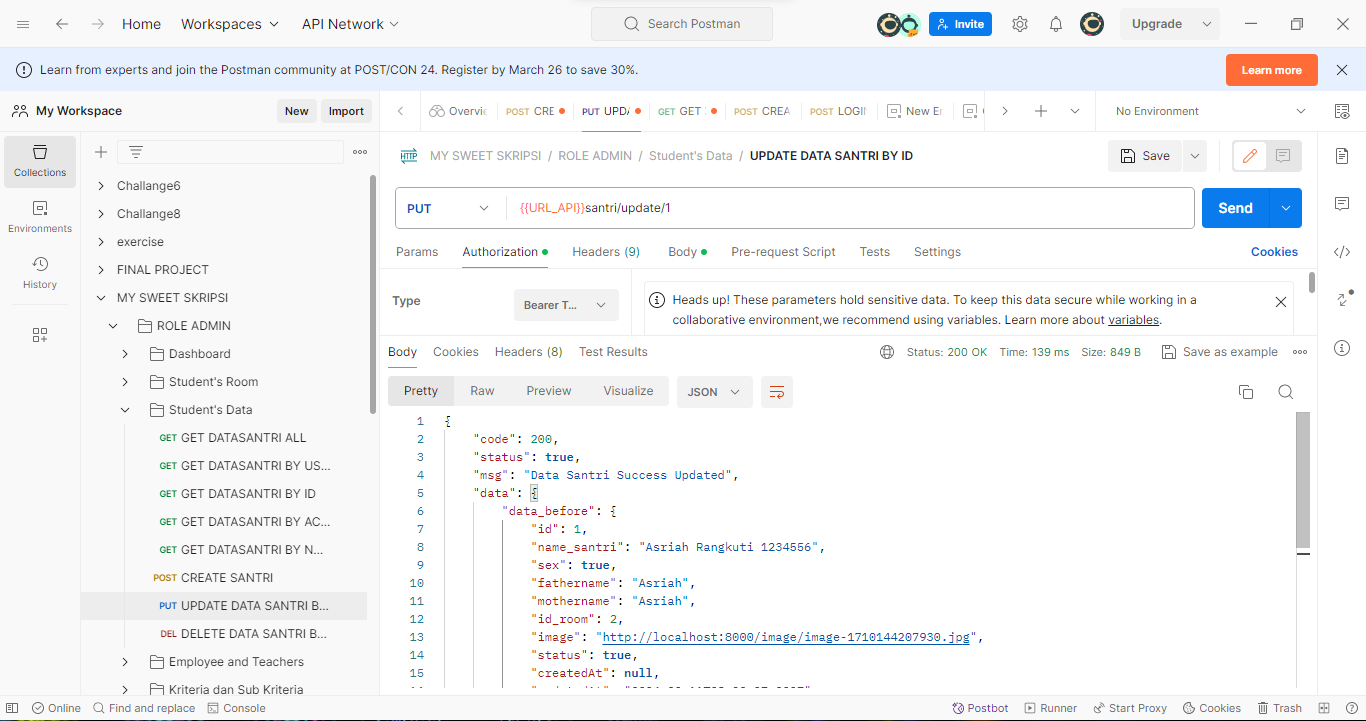 Home Workspaces API Network Search Postman Invite Upgrade
Learn from experts and join the Postman community at POST/CON 24. Register by March 26 to save 30%. Learn more
My Workspace New Import
Overvie POST CRE PUT UPDA GET GET POST CREA POST LOGI New En No Environment
Collections
Environments
History
Challange6
Challange8
exercise
FINAL PROJECT
MY SWEET SKRIPSI
ROLE ADMIN
Dashboard
Student's Room
Student's Data
GET GET DATASANTRI ALL
GET GET DATASANTRI BY US...
GET GET DATASANTRI BY ID
GET GET DATASANTRI BY AC...
GET GET DATASANTRI BY N...
POST CREATE SANTRI
PUT UPDATE DATA SANTRI B...
DEL DELETE DATA SANTRI B...
Employee and Teachers
Kriteria dan Sub Kriteria
HTTP MY SWEET SKRIPSI / ROLE ADMIN / Student's Data / UPDATE DATA SANTRI BY ID Save
PUT {{URL_API}}santri/update/1 Send
Params Authorization Headers (9) Body Pre-request Script Tests Settings Cookies
Type Bearer T...
Heads up! These parameters hold sensitive data. To keep this data secure while working in a
collaborative environment,we recommend using variables. Learn more about variables.
Body Cookies Headers (8) Test Results Status: 200 OK Time: 139 ms Size: 849 B Save as example
Pretty Raw Preview Visualize JSON
1 {
2 "code": 200,
3 "status": true,
4 "msg": "Data Santri Success Updated",
5 "data": {
6 "data_before": {
7 "id": 1,
8 "name_santri": "Asriah Rangkuti 1234556",
9 "sex": true,
10 "fathername": "Asriah",
11 "mothername": "Asriah",
12 "id_room": 2,
13 "image": "http://localhost:8000/image/image-1710144207930.jpg",
14 "status": true,
15 "createdAt": null,
Online Find and replace Console Postbot Runner Start Proxy Cookies Trash